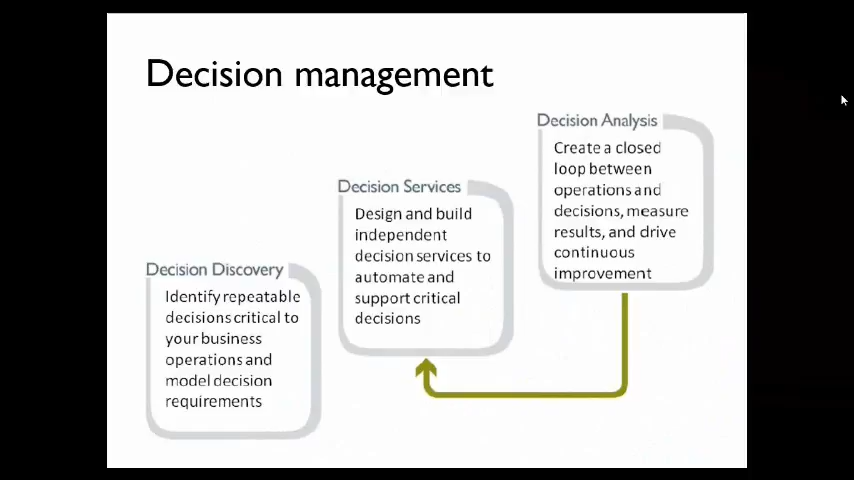 Decision management
Decision Discovery
Identify repeatable
decisions critical to
your business
operations and
model decision
requirements
Decision Services
Design and build
independent
decision services to
automate and
support critical
decisions
Decision Analysis
Create a closed
loop between
operations and
decisions, measure
results, and drive
continuous
improvement